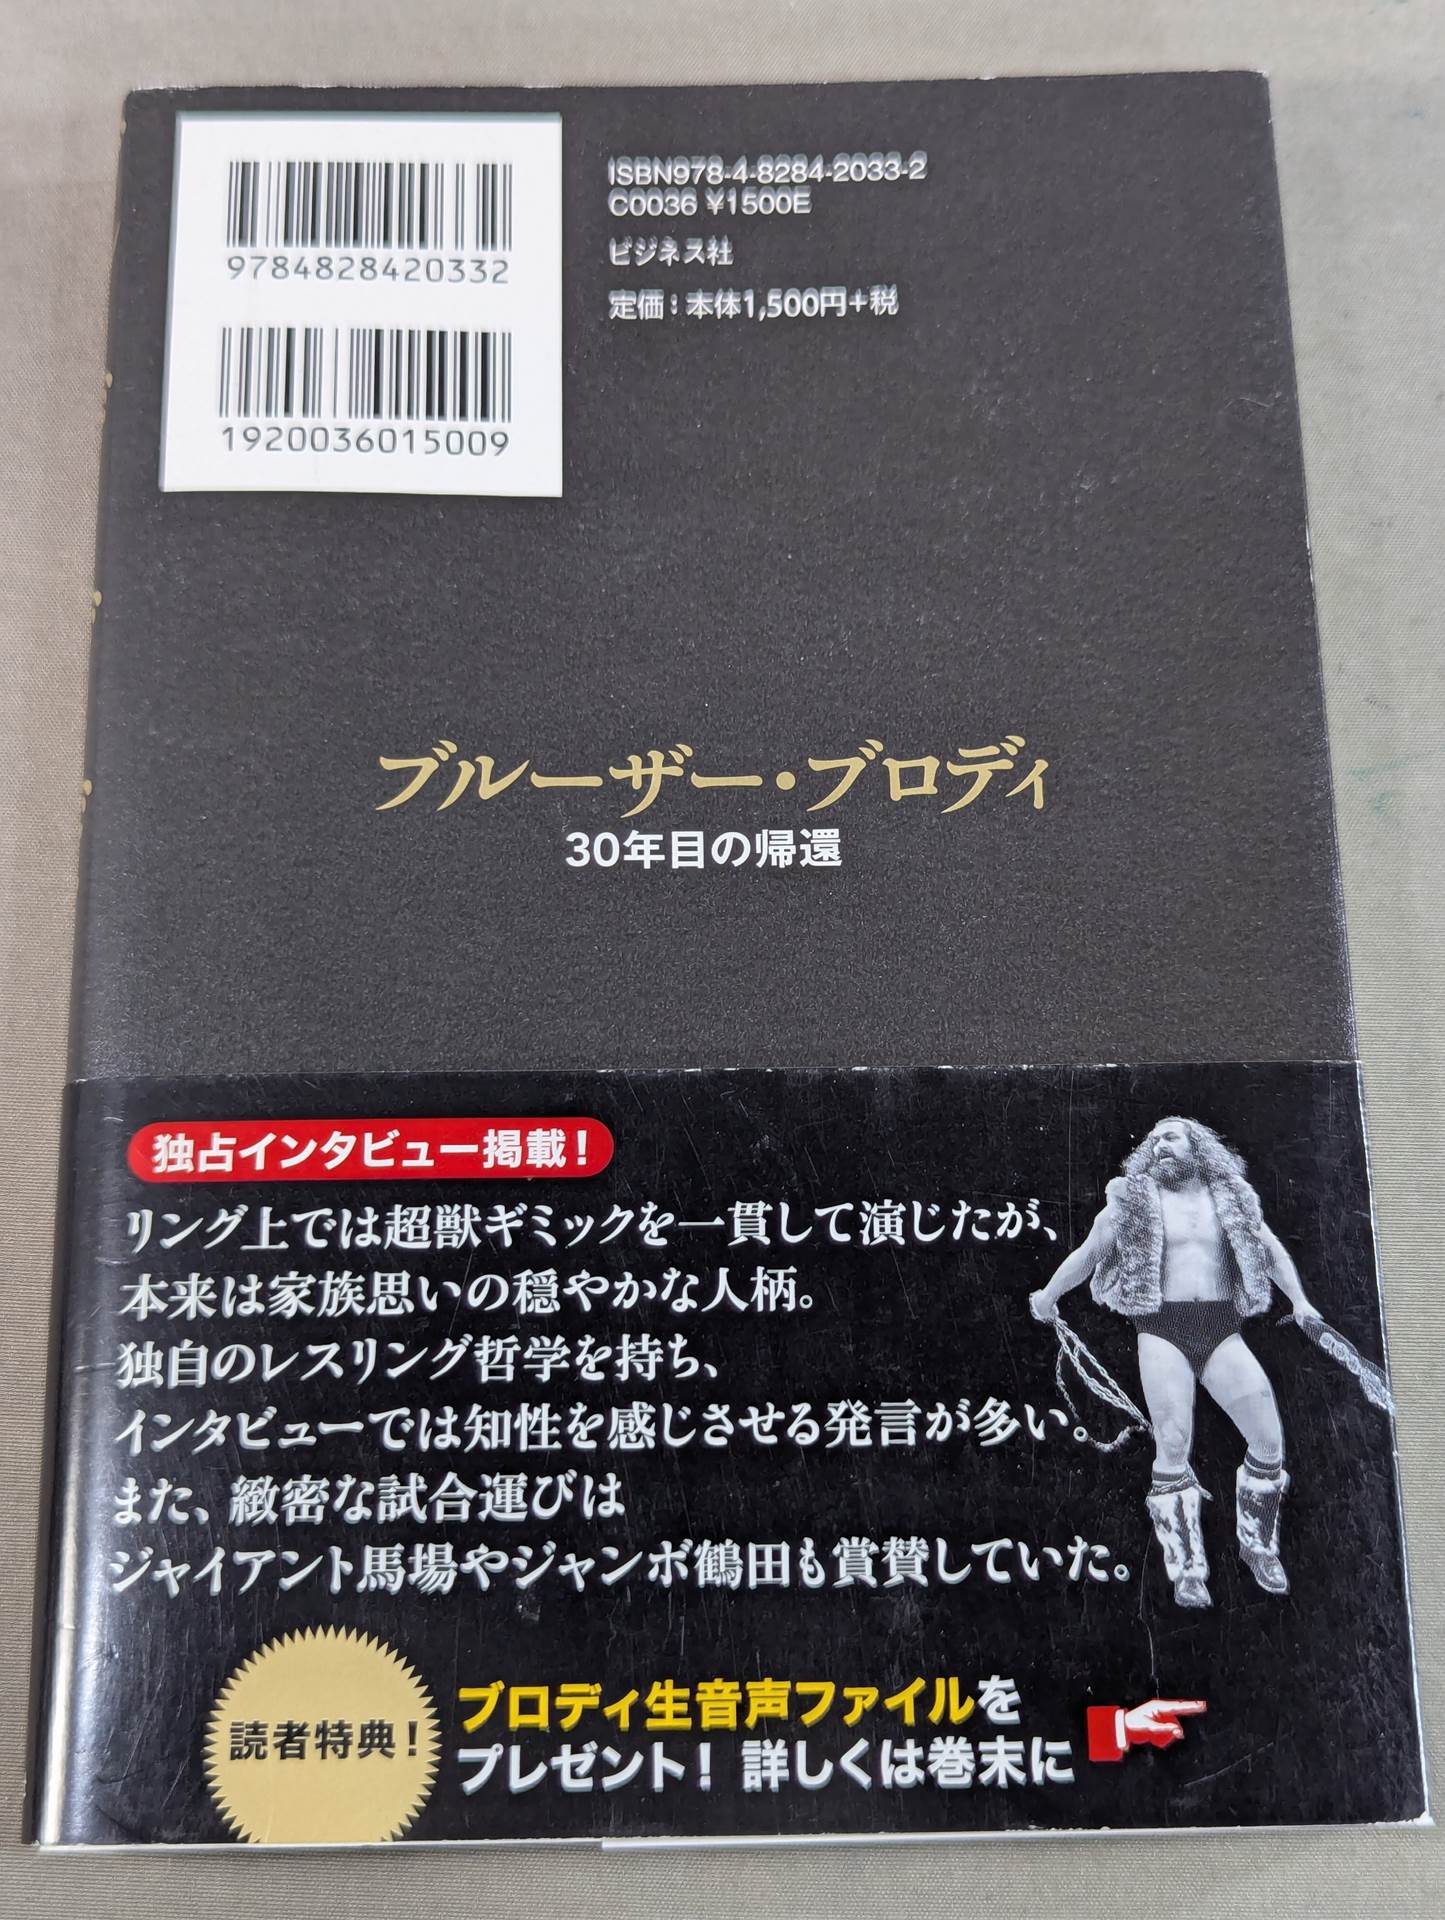 ISBN978-4-8284-2033-2
C0036 ¥1500E
ビジネス社
定価：本体1,500円+税
9784828420332
1920036015009
ブルーザー・ブロディ
30年目の帰還
独占インタビュー掲載！
リング上では超獣ギミックを一貫して演じたが、
本来は家族思いの穏やかな人柄。
独自のレスリング哲学を持ち、
インタビューでは知性を感じさせる発言が多い。
また、緻密な試合運びは
ジャイアント馬場やジャンボ鶴田も賞賛していた。
読者特典！
ブロディ生音声ファイルを
プレゼント！ 詳しくは巻末に